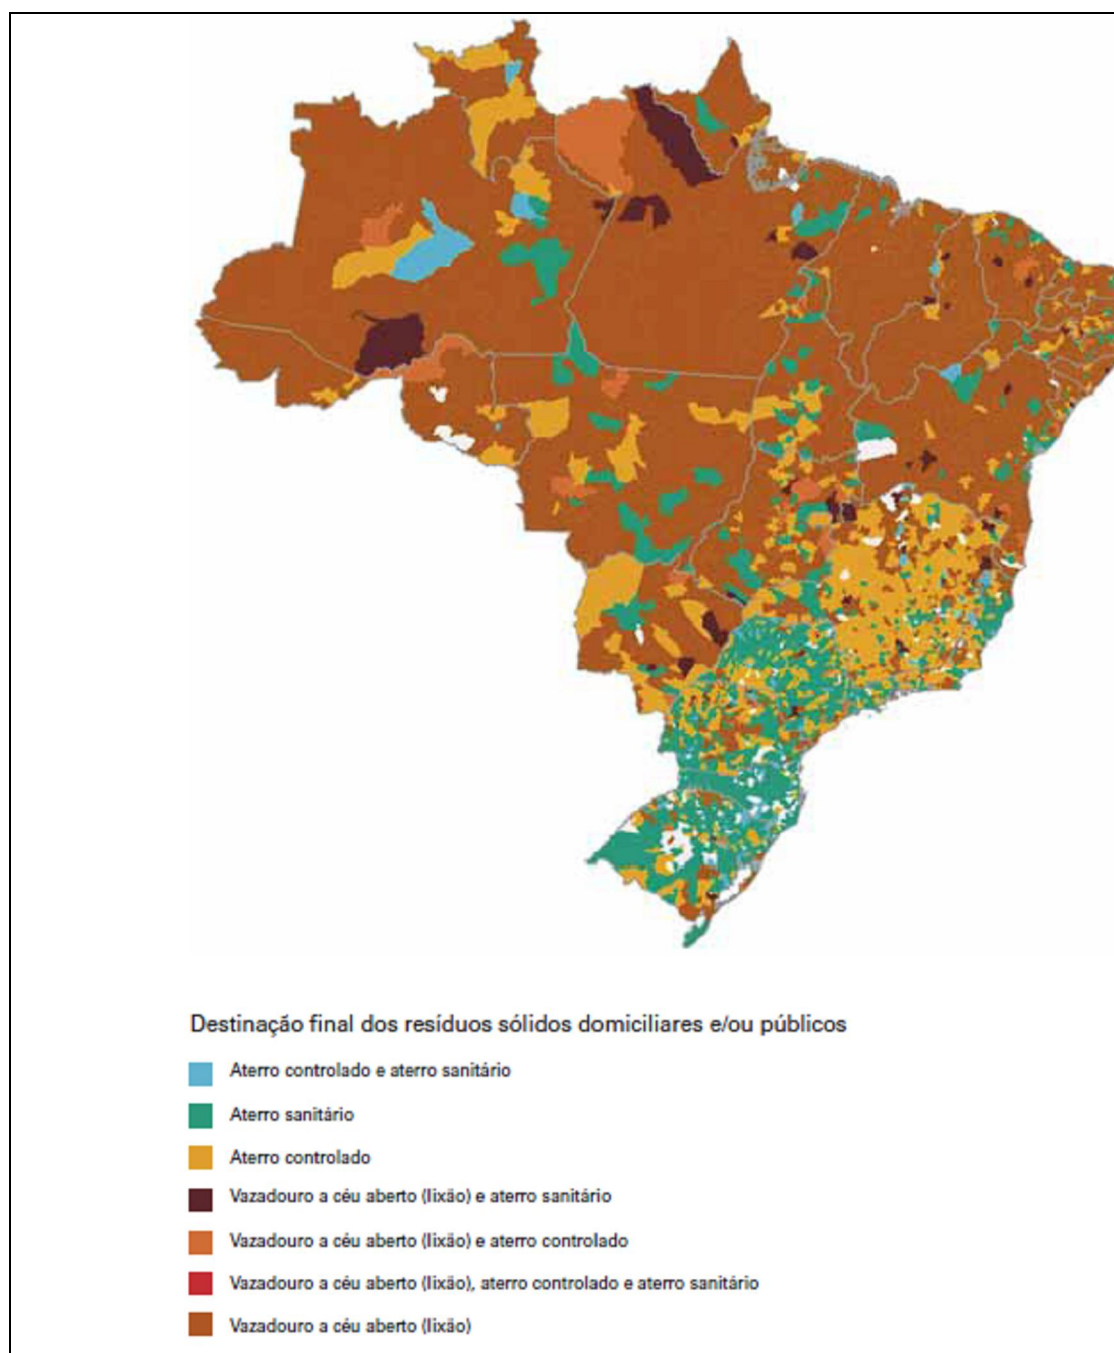 Destinação final dos resíduos sólidos domiciliares e/ou públicos
Aterro controlado e aterro sanitário
Aterro sanitário
Aterro controlado
Vazadouro a céu aberto (lixão) e aterro sanitário
Vazadouro a céu aberto (lixão) e aterro controlado
Vazadouro a céu aberto (lixão), aterro controlado e aterro sanitário
Vazadouro a céu aberto (lixão)